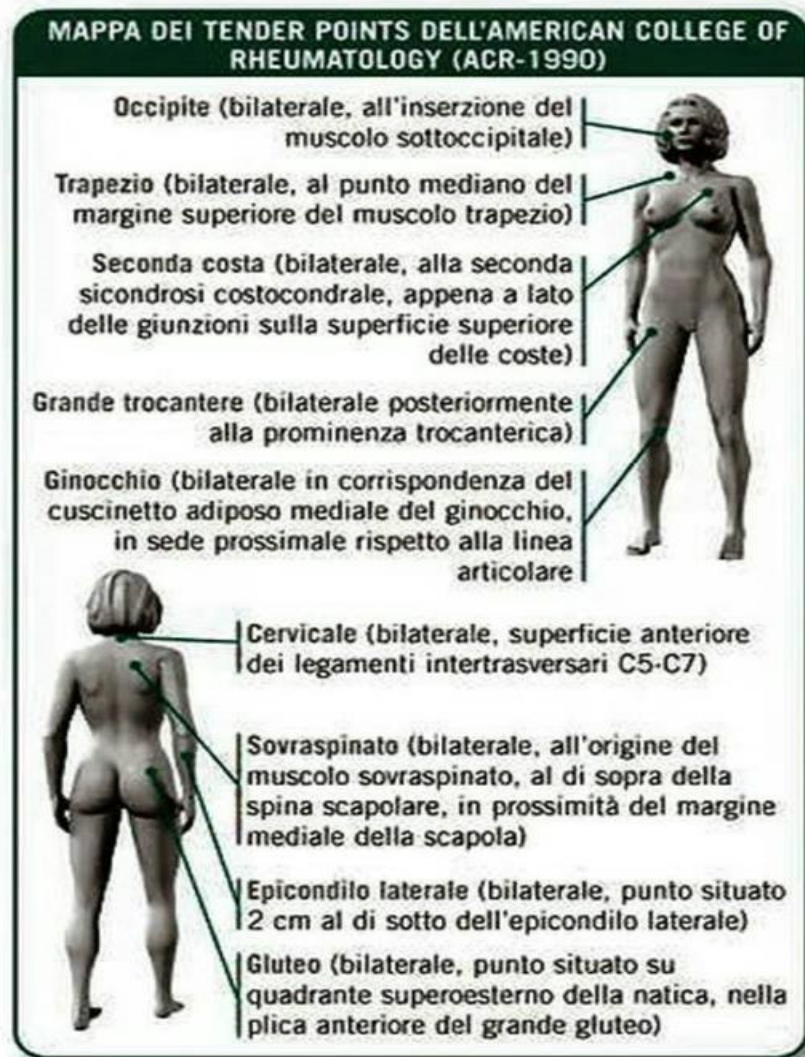 MAPPA DEI TENDER POINTS DELL'AMERICAN COLLEGE OF
RHEUMATOLOGY (ACR-1990)
Occipite (bilaterale, all'inserzione del
muscolo sottoccipitale)
Trapezio (bilaterale, al punto mediano del
margine superiore del muscolo trapezio)
Seconda costa (bilaterale, alla seconda
sicondrosi costocondrale, appena a lato
delle giunzioni sulla superficie superiore
delle coste)
Grande trocantere (bilaterale posteriormente
alla prominenza trocanterica)
Ginocchio (bilaterale in corrispondenza del
cuscinetto adiposo mediale del ginocchio,
in sede prossimale rispetto alla linea
articolare
Cervicale (bilaterale, superficie anteriore
dei legamenti intertrasversari C5-C7)
Sovraspinato (bilaterale, all'origine del
muscolo sovraspinato, al di sopra della
spina scapolare, in prossimità del margine
mediale della scapola)
Epicondilo laterale (bilaterale, punto situato
2 cm al di sotto dell'epicondilo laterale)
Gluteo (bilaterale, punto situato su
quadrante superoesterno della natica, nella
plica anteriore del grande gluteo)